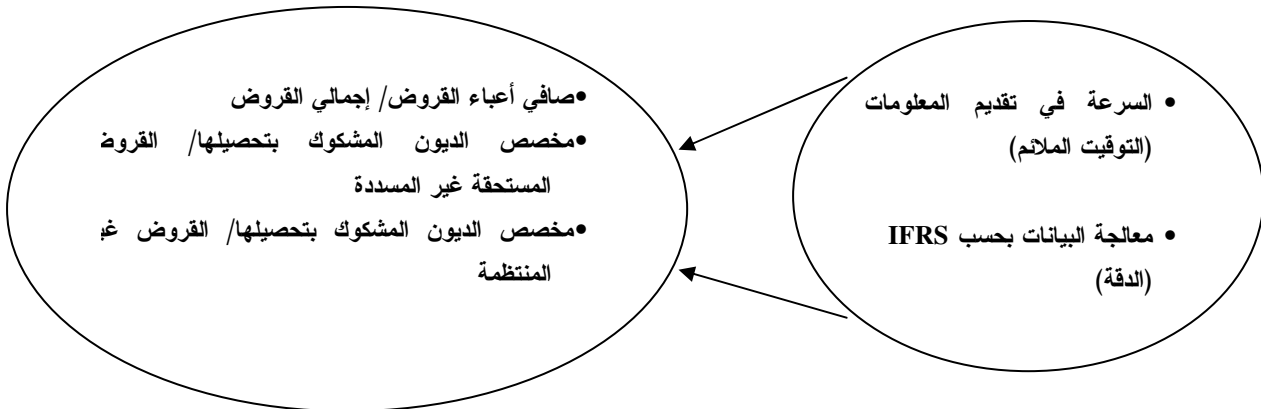 • السرعة في تقديم المعلومات
(التوقيت الملائم)
• معالجة البيانات بحسب IFRS
(الدقة)
•صافي أعباء القروض/ إجمالي القروض
•مخصص الديون المشكوك بتحصيلها/ القروض
المستحقة غير المسددة
•مخصص الديون المشكوك بتحصيلها/ القروض
المنتظمة